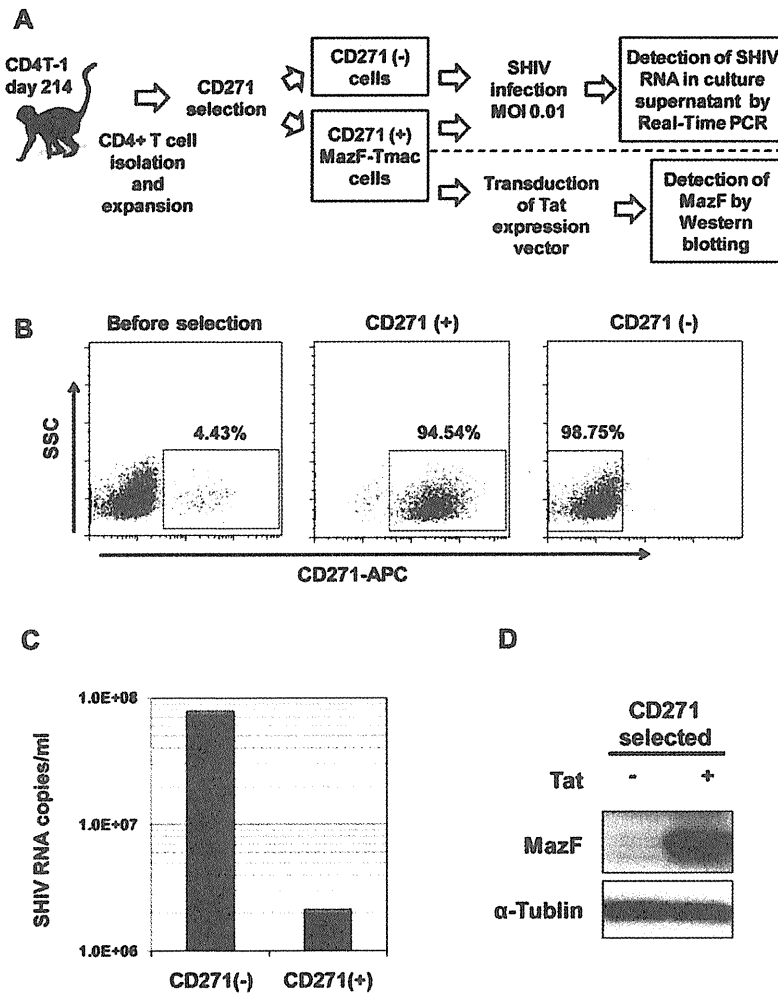 A
CD4T-1
day 214
CD4+ T cell
isolation
and
expansion
CD271
selection
CD271 (-)
cells
CD271 (+)
MazF-Tmac
cells
SHIV
infection
MOI 0.01
Detection of SHIV
RNA in culture
supernatant by
Real-Time PCR
Transduction
of Tat
expression
vector
Detection of
MazF by
Western
blotting
B
Before selection
CD271 (+)
CD271 (-)
SSC
4.43%
94.54%
98.75%
CD271-APC
C
SHIV RNA copies/ml
1.0E+08
1.0E+07
1.0E+06
CD271(-)
CD271(+)
D
CD271
selected
Tat - +
MazF
α-Tublin